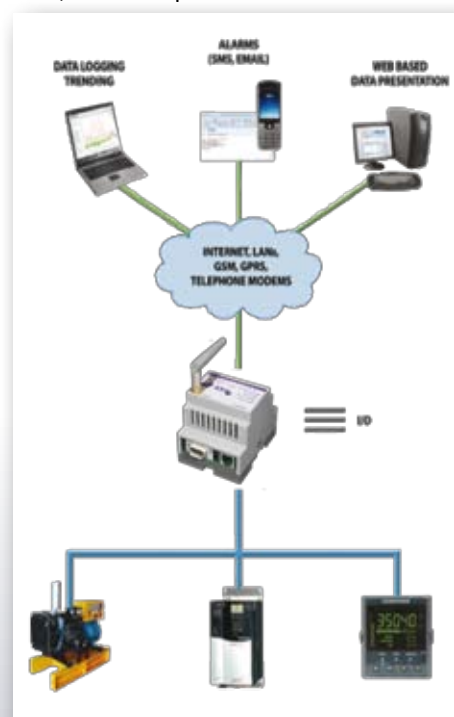 ALARMS
(SMS, EMAIL)
DATA LOGGING
TRENDING
WEB BASED
DATA PRESENTATION
INTERNET, LANs,
GSM, GPRS,
TELEPHONE MODEMS
I/O
35040